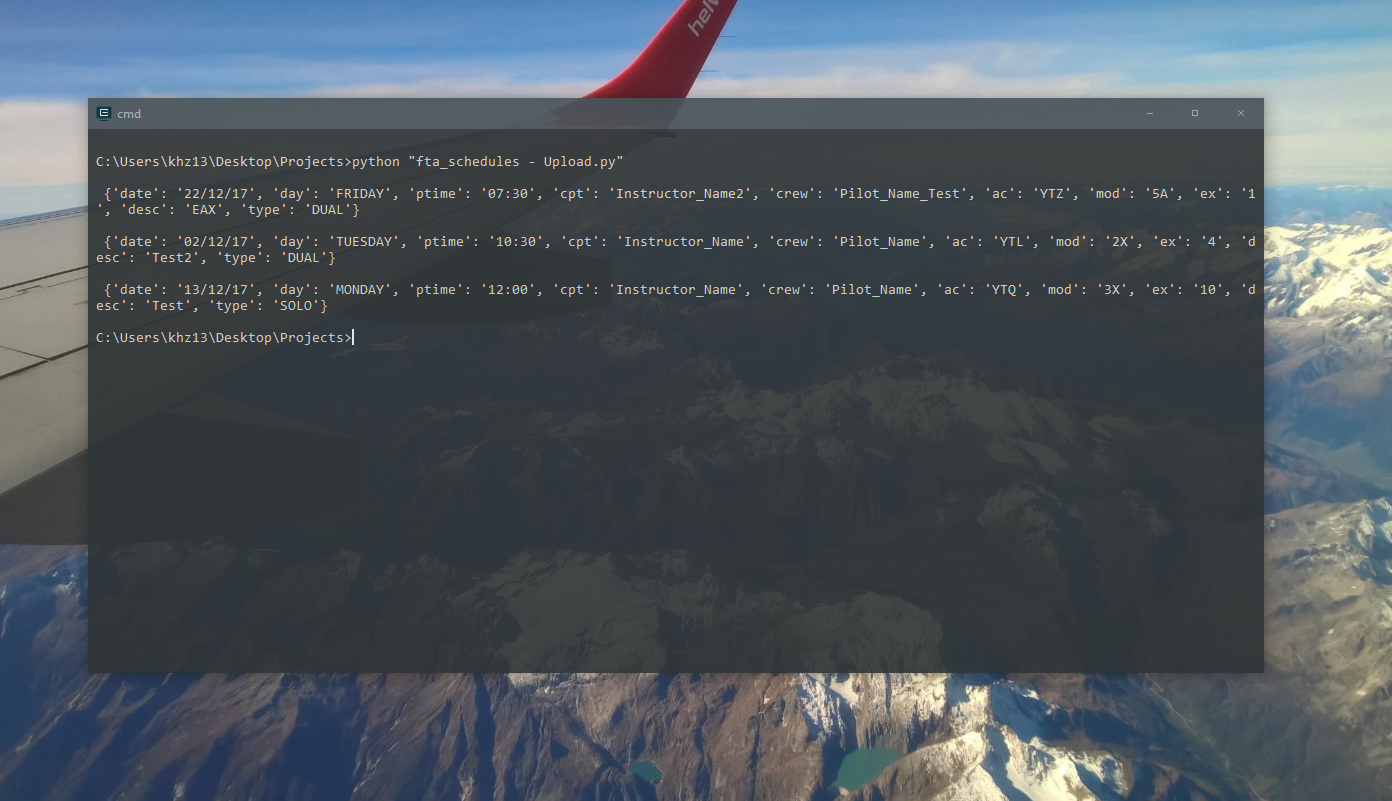 helv
cmd
C:\Users\khz13\Desktop\Projects>python "fta_schedules - Upload.py"
{'date': '22/12/17', 'day': 'FRIDAY', 'ptime': '07:30', 'cpt': 'Instructor_Name2', 'crew': 'Pilot_Name_Test', 'ac': 'YTZ', 'mod': '5A', 'ex': '1
', 'desc': 'EAX', 'type': 'DUAL'}
{'date': '02/12/17', 'day': 'TUESDAY', 'ptime': '10:30', 'cpt': 'Instructor_Name', 'crew': 'Pilot_Name', 'ac': 'YTL', 'mod': '2X', 'ex': '4', 'd
esc': 'Test2', 'type': 'DUAL'}
{'date': '13/12/17', 'day': 'MONDAY', 'ptime': '12:00', 'cpt': 'Instructor_Name', 'crew': 'Pilot_Name', 'ac': 'YTQ', 'mod': '3X', 'ex': '10', 'd
esc': 'Test', 'type': 'SOLO'}
C:\Users\khz13\Desktop\Projects>